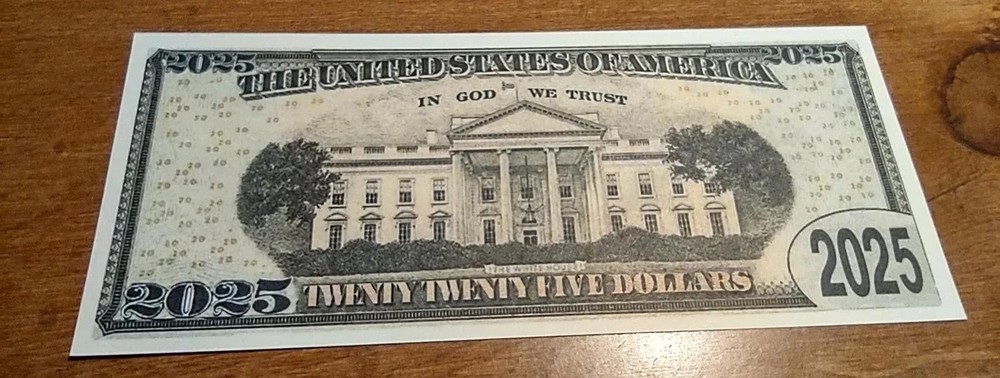 2025 2025
THE UNITED STATES OF AMERICA
IN GOD WE TRUST
THE WHITE HOUSE
2025 TWENTY TWENTY FIVE DOLLARS 2025